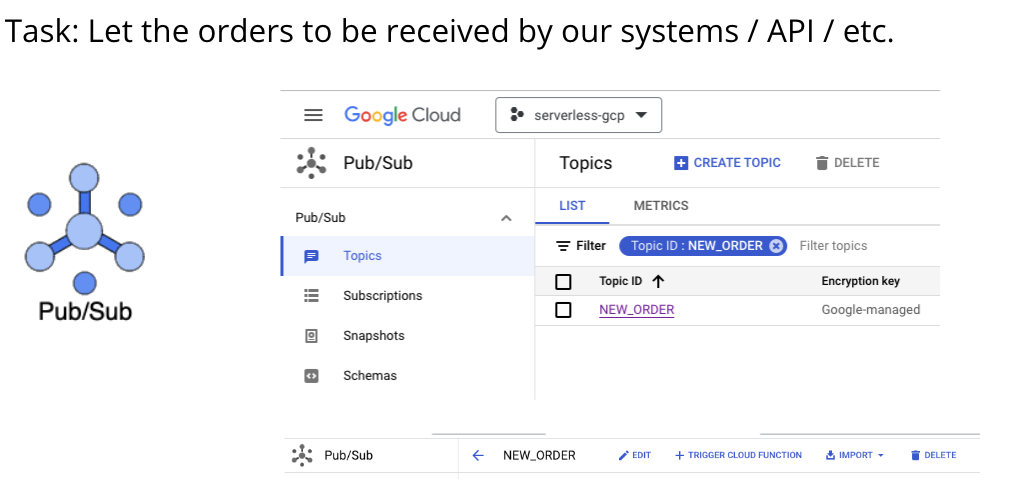 Task: Let the orders to be received by our systems / API / etc.
Google Cloud serverless-gcp
Pub/Sub
Topics CREATE TOPIC DELETE
Pub/Sub
LIST METRICS
Filter Topic ID : NEW_ORDER Filter topics
Topics
Topic ID Encryption key
Subscriptions
NEW_ORDER Google-managed
Snapshots
Schemas
Pub/Sub
Pub/Sub NEW_ORDER EDIT TRIGGER CLOUD FUNCTION IMPORT DELETE